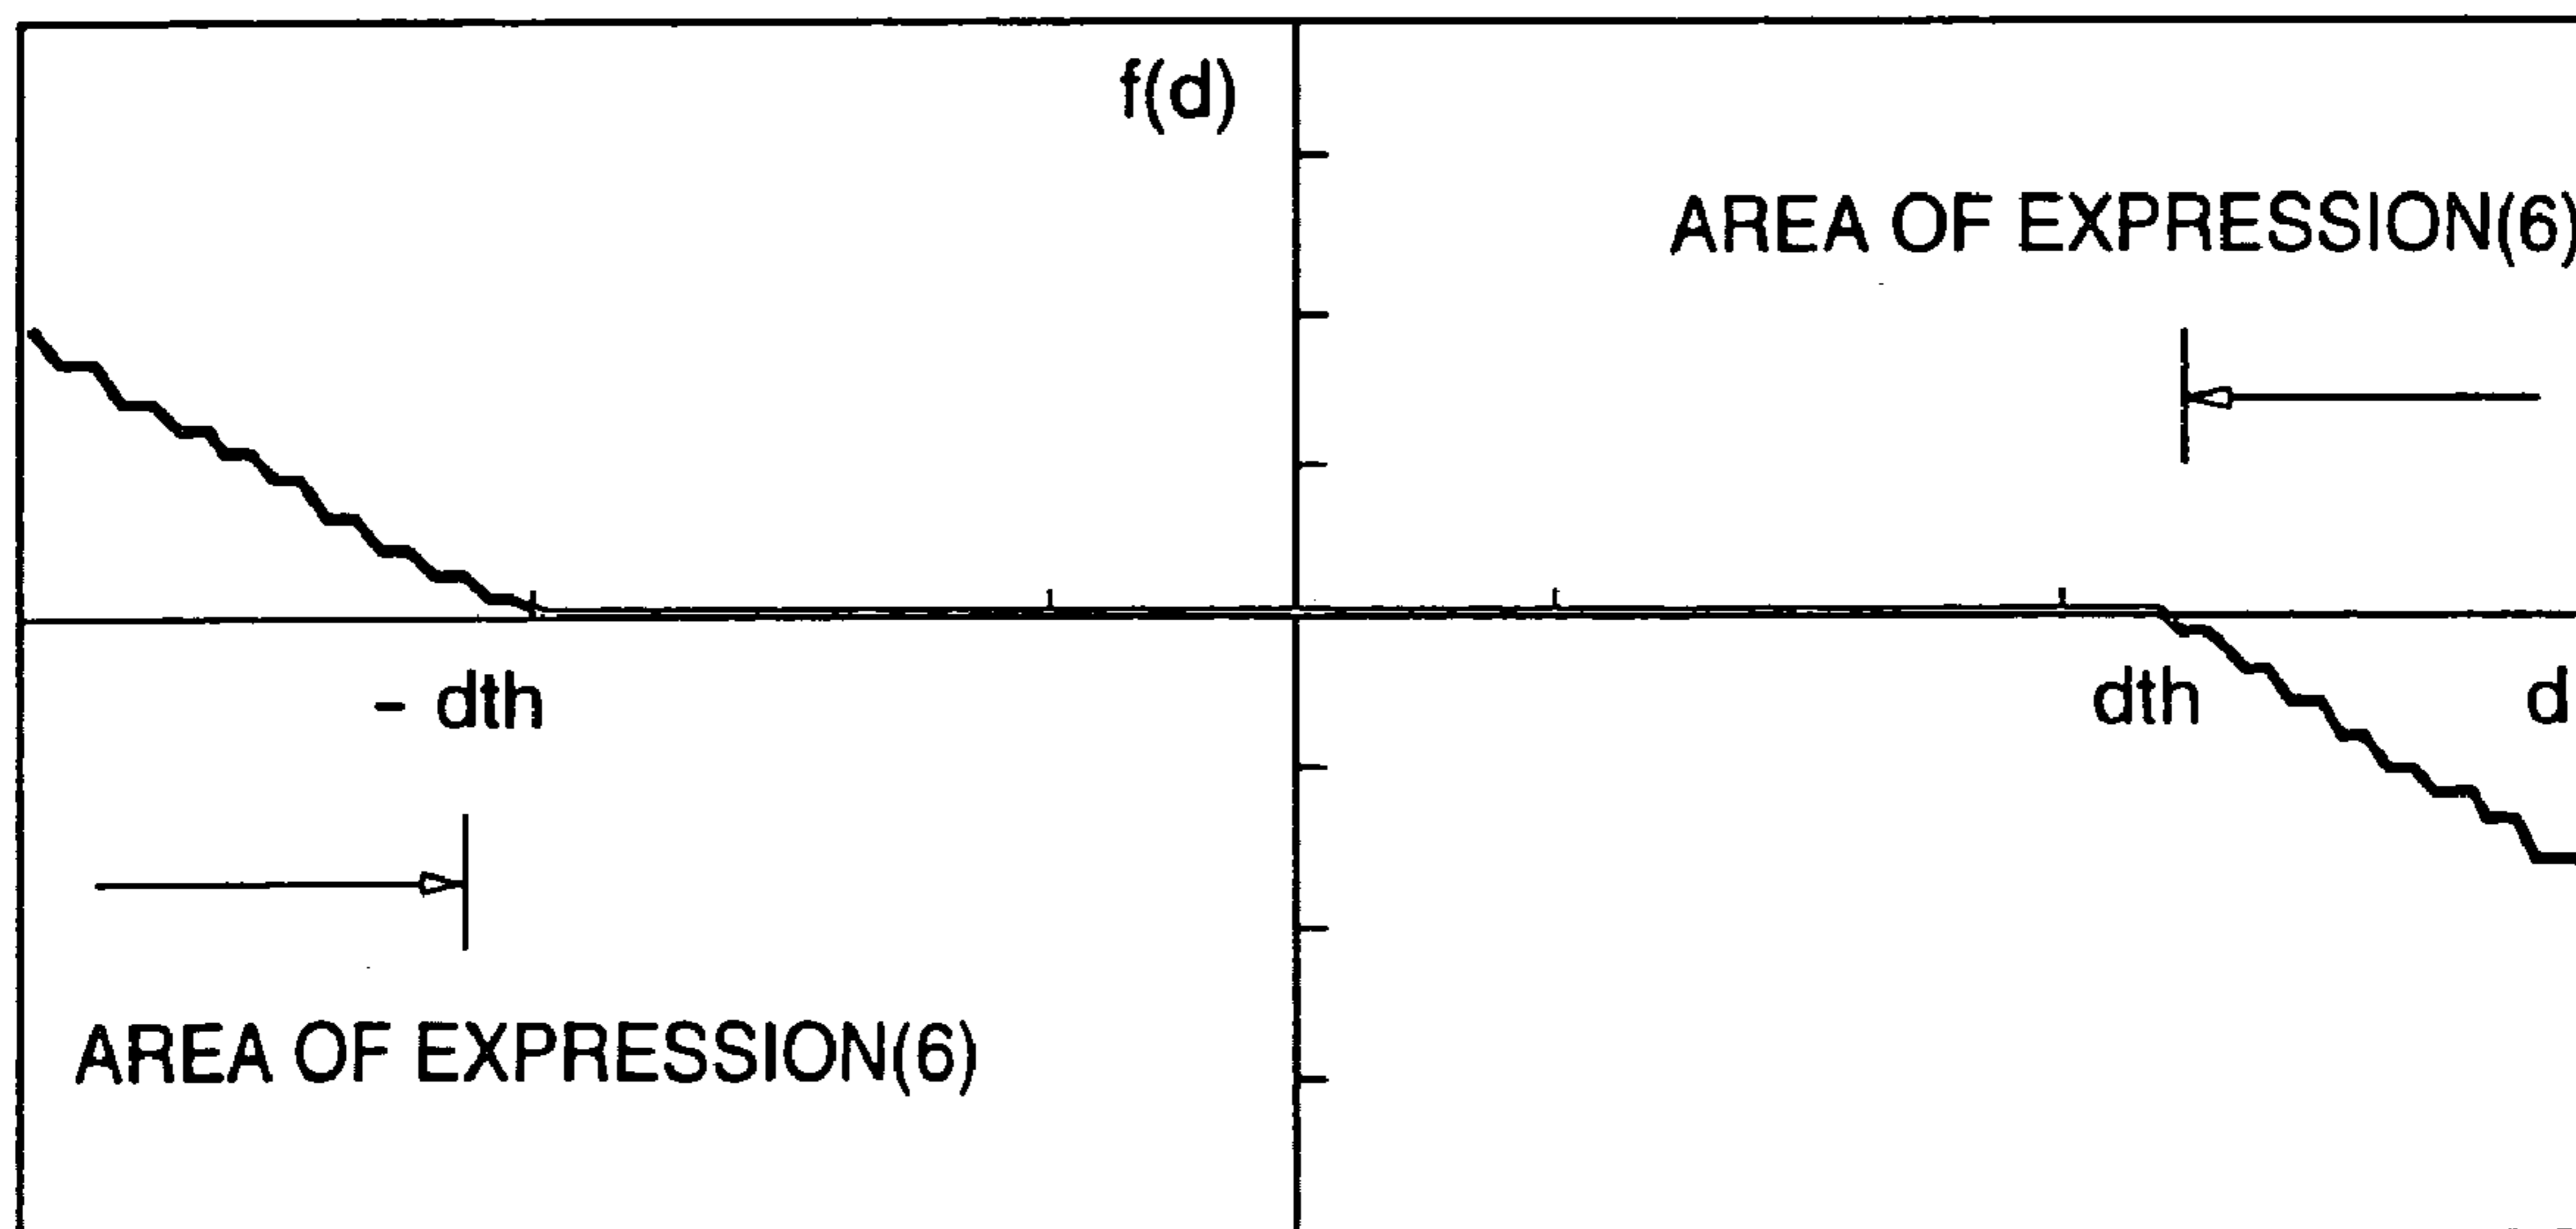 f(d)
AREA OF EXPRESSION(6)
- dth
dth
d
AREA OF EXPRESSION(6)